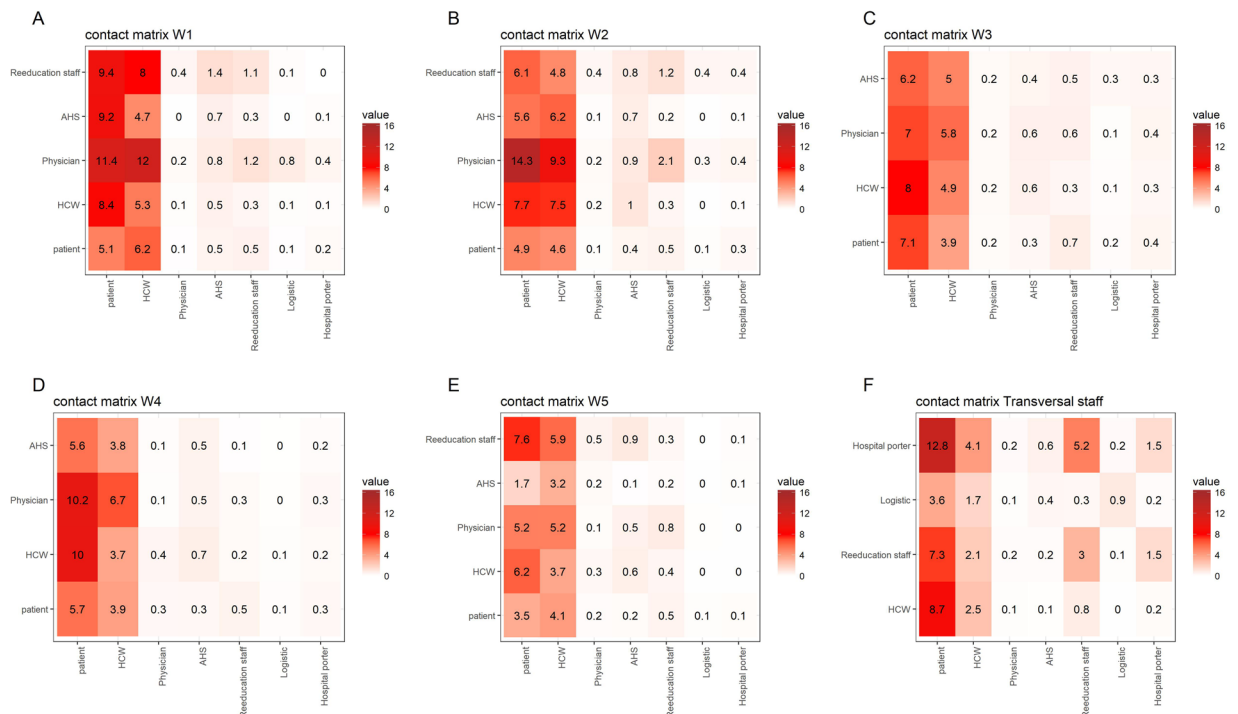 A
contact matrix W1
Reeducation staff 9.4 8 0.4 1.4 1.1 0.1 0
AHS 9.2 4.7 0 0.7 0.3 0 0.1
Physician 11.4 12 0.2 0.8 1.2 0.8 0.4
HCW 8.4 5.3 0.1 0.5 0.3 0.1 0.1
patient 5.1 6.2 0.1 0.5 0.5 0.1 0.2
patient HCW Physician AHS Reeducation staff Logistic Hospital porter
value
16
12
8
4
0
B
contact matrix W2
Reeducation staff 6.1 4.8 0.4 0.8 1.2 0.4 0.4
AHS 5.6 6.2 0.1 0.7 0.2 0 0.1
Physician 14.3 9.3 0.2 0.9 2.1 0.3 0.4
HCW 7.7 7.5 0.2 1 0.3 0 0.1
patient 4.9 4.6 0.1 0.4 0.5 0.1 0.3
patient HCW Physician AHS Reeducation staff Logistic Hospital porter
value
16
12
8
4
0
C
contact matrix W3
AHS 6.2 5 0.2 0.4 0.5 0.3 0.3
Physician 7 5.8 0.2 0.6 0.6 0.1 0.4
HCW 8 4.9 0.2 0.6 0.3 0.1 0.3
patient 7.1 3.9 0.2 0.3 0.7 0.2 0.4
patient HCW Physician AHS Reeducation staff Logistic Hospital porter
value
16
12
8
4
0
D
contact matrix W4
AHS 5.6 3.8 0.1 0.5 0.1 0 0.2
Physician 10.2 6.7 0.1 0.5 0.3 0 0.3
HCW 10 3.7 0.4 0.7 0.2 0.1 0.2
patient 5.7 3.9 0.3 0.3 0.5 0.1 0.3
patient HCW Physician AHS Reeducation staff Logistic Hospital porter
value
16
12
8
4
0
E
contact matrix W5
Reeducation staff 7.6 5.9 0.5 0.9 0.3 0 0.1
AHS 1.7 3.2 0.2 0.1 0.2 0 0.1
Physician 5.2 5.2 0.1 0.5 0.8 0 0
HCW 6.2 3.7 0.3 0.6 0.4 0 0
patient 3.5 4.1 0.2 0.2 0.5 0.1 0.1
patient HCW Physician AHS Reeducation staff Logistic Hospital porter
value
16
12
8
4
0
F
contact matrix Transversal staff
Hospital porter 12.8 4.1 0.2 0.6 5.2 0.2 1.5
Logistic 3.6 1.7 0.1 0.4 0.3 0.9 0.2
Reeducation staff 7.3 2.1 0.2 0.2 3 0.1 1.5
HCW 8.7 2.5 0.1 0.1 0.8 0 0.2
patient HCW Physician AHS Reeducation staff Logistic Hospital porter
value
16
12
8
4
0